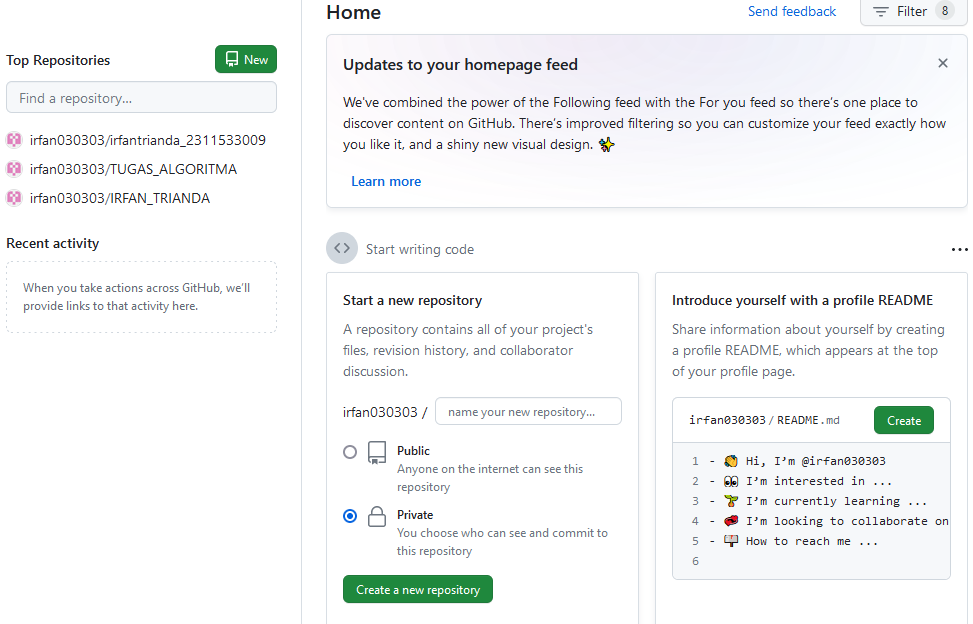 Home
Send feedback
Filter 8
Top Repositories
New
Find a repository...
irfan030303/irfantrianda_2311533009
irfan030303/TUGAS_ALGORITMA
irfan030303/IRFAN_TRIANDA
Recent activity
When you take actions across GitHub, we'll
provide links to that activity here.
Updates to your homepage feed
We've combined the power of the Following feed with the For you feed so there's one place to
discover content on GitHub. There's improved filtering so you can customize your feed exactly how
you like it, and a shiny new visual design. ✨
Learn more
Start writing code
Start a new repository
A repository contains all of your project's
files, revision history, and collaborator
discussion.
irfan030303 /
name your new repository...
Public
Anyone on the internet can see this
repository
Private
You choose who can see and commit to
this repository
Create a new repository
Introduce yourself with a profile README
Share information about yourself by creating
a profile README, which appears at the top
of your profile page.
irfan030303 / README.md
Create
1 - 👋 Hi, I'm @irfan030303
2 - 👀 I'm interested in ...
3 - 🌱 I'm currently learning ...
4 - 💞️ I'm looking to collaborate on
5 - 📫 How to reach me ...
6